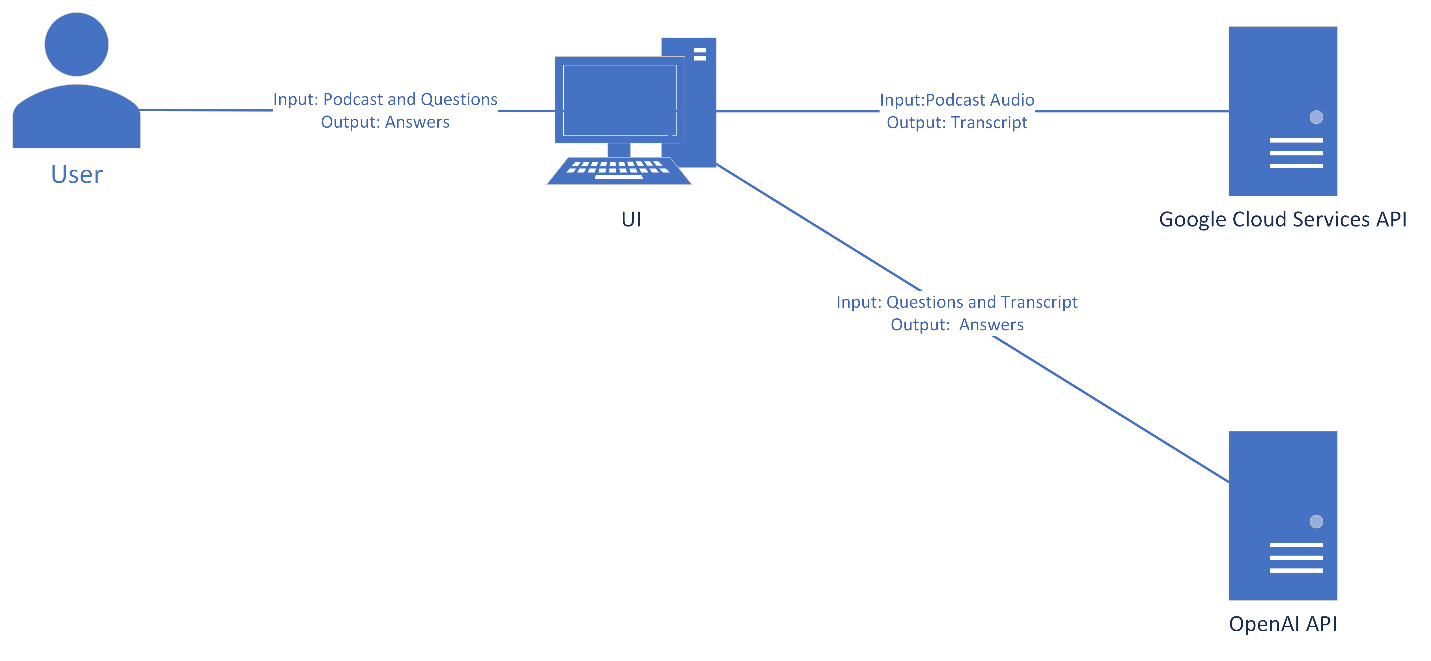 Input: Podcast and Questions
Output: Answers
User
UI
Input:Podcast Audio
Output: Transcript
Google Cloud Services API
Input: Questions and Transcript
Output:  Answers
OpenAI API